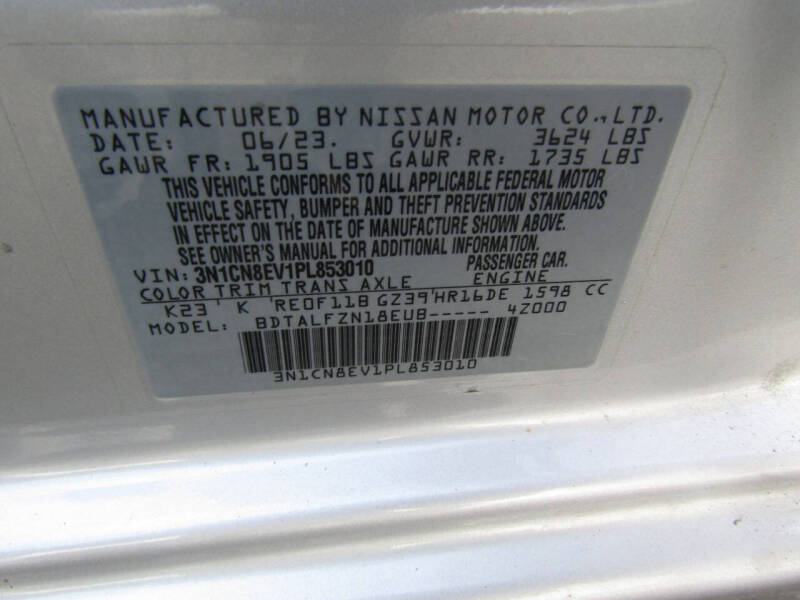 MANUFACTURED BY NISSAN MOTOR CO.,LTD.
DATE: 06/23. GVWR: 3624 LBS
GAWR FR: 1905 LBS GAWR RR: 1735 LBS
THIS VEHICLE CONFORMS TO ALL APPLICABLE FEDERAL MOTOR
VEHICLE SAFETY, BUMPER AND THEFT PREVENTION STANDARDS
IN EFFECT ON THE DATE OF MANUFACTURE SHOWN ABOVE.
SEE OWNER'S MANUAL FOR ADDITIONAL INFORMATION.
VIN: 3N1CN8EV1PL853010 PASSENGER CAR.
COLOR TRIM TRANS AXLE ENGINE
K23 K RE0F11B GZ39 HR16DE 1598 CC
MODEL: BDTALFZN18EUB----- 4Z000
3N1CN8EV1PL853010